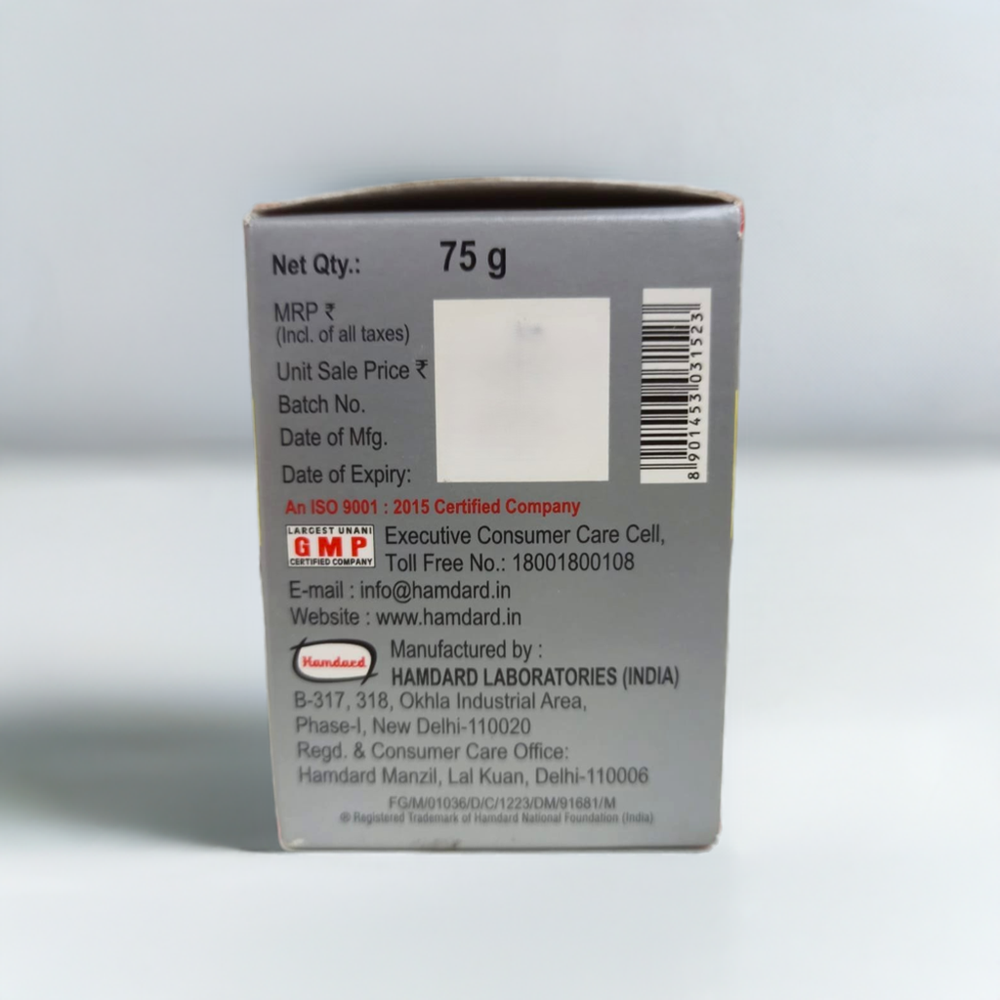 Net Qty.: 75 g
MRP ₹
(Incl. of all taxes)
Unit Sale Price ₹
Batch No.
Date of Mfg.
Date of Expiry:
8 901453 031523
An ISO 9001 : 2015 Certified Company
LARGEST UNANI
GMP
CERTIFIED COMPANY
Executive Consumer Care Cell,
Toll Free No.: 18001800108
E-mail : info@hamdard.in
Website : www.hamdard.in
Hamdard
Manufactured by :
HAMDARD LABORATORIES (INDIA)
B-317, 318, Okhla Industrial Area,
Phase-I, New Delhi-110020
Regd. & Consumer Care Office:
Hamdard Manzil, Lal Kuan, Delhi-110006
FG/M/01036/D/C/1223/DM/91681/M
® Registered Trademark of Hamdard National Foundation (India)